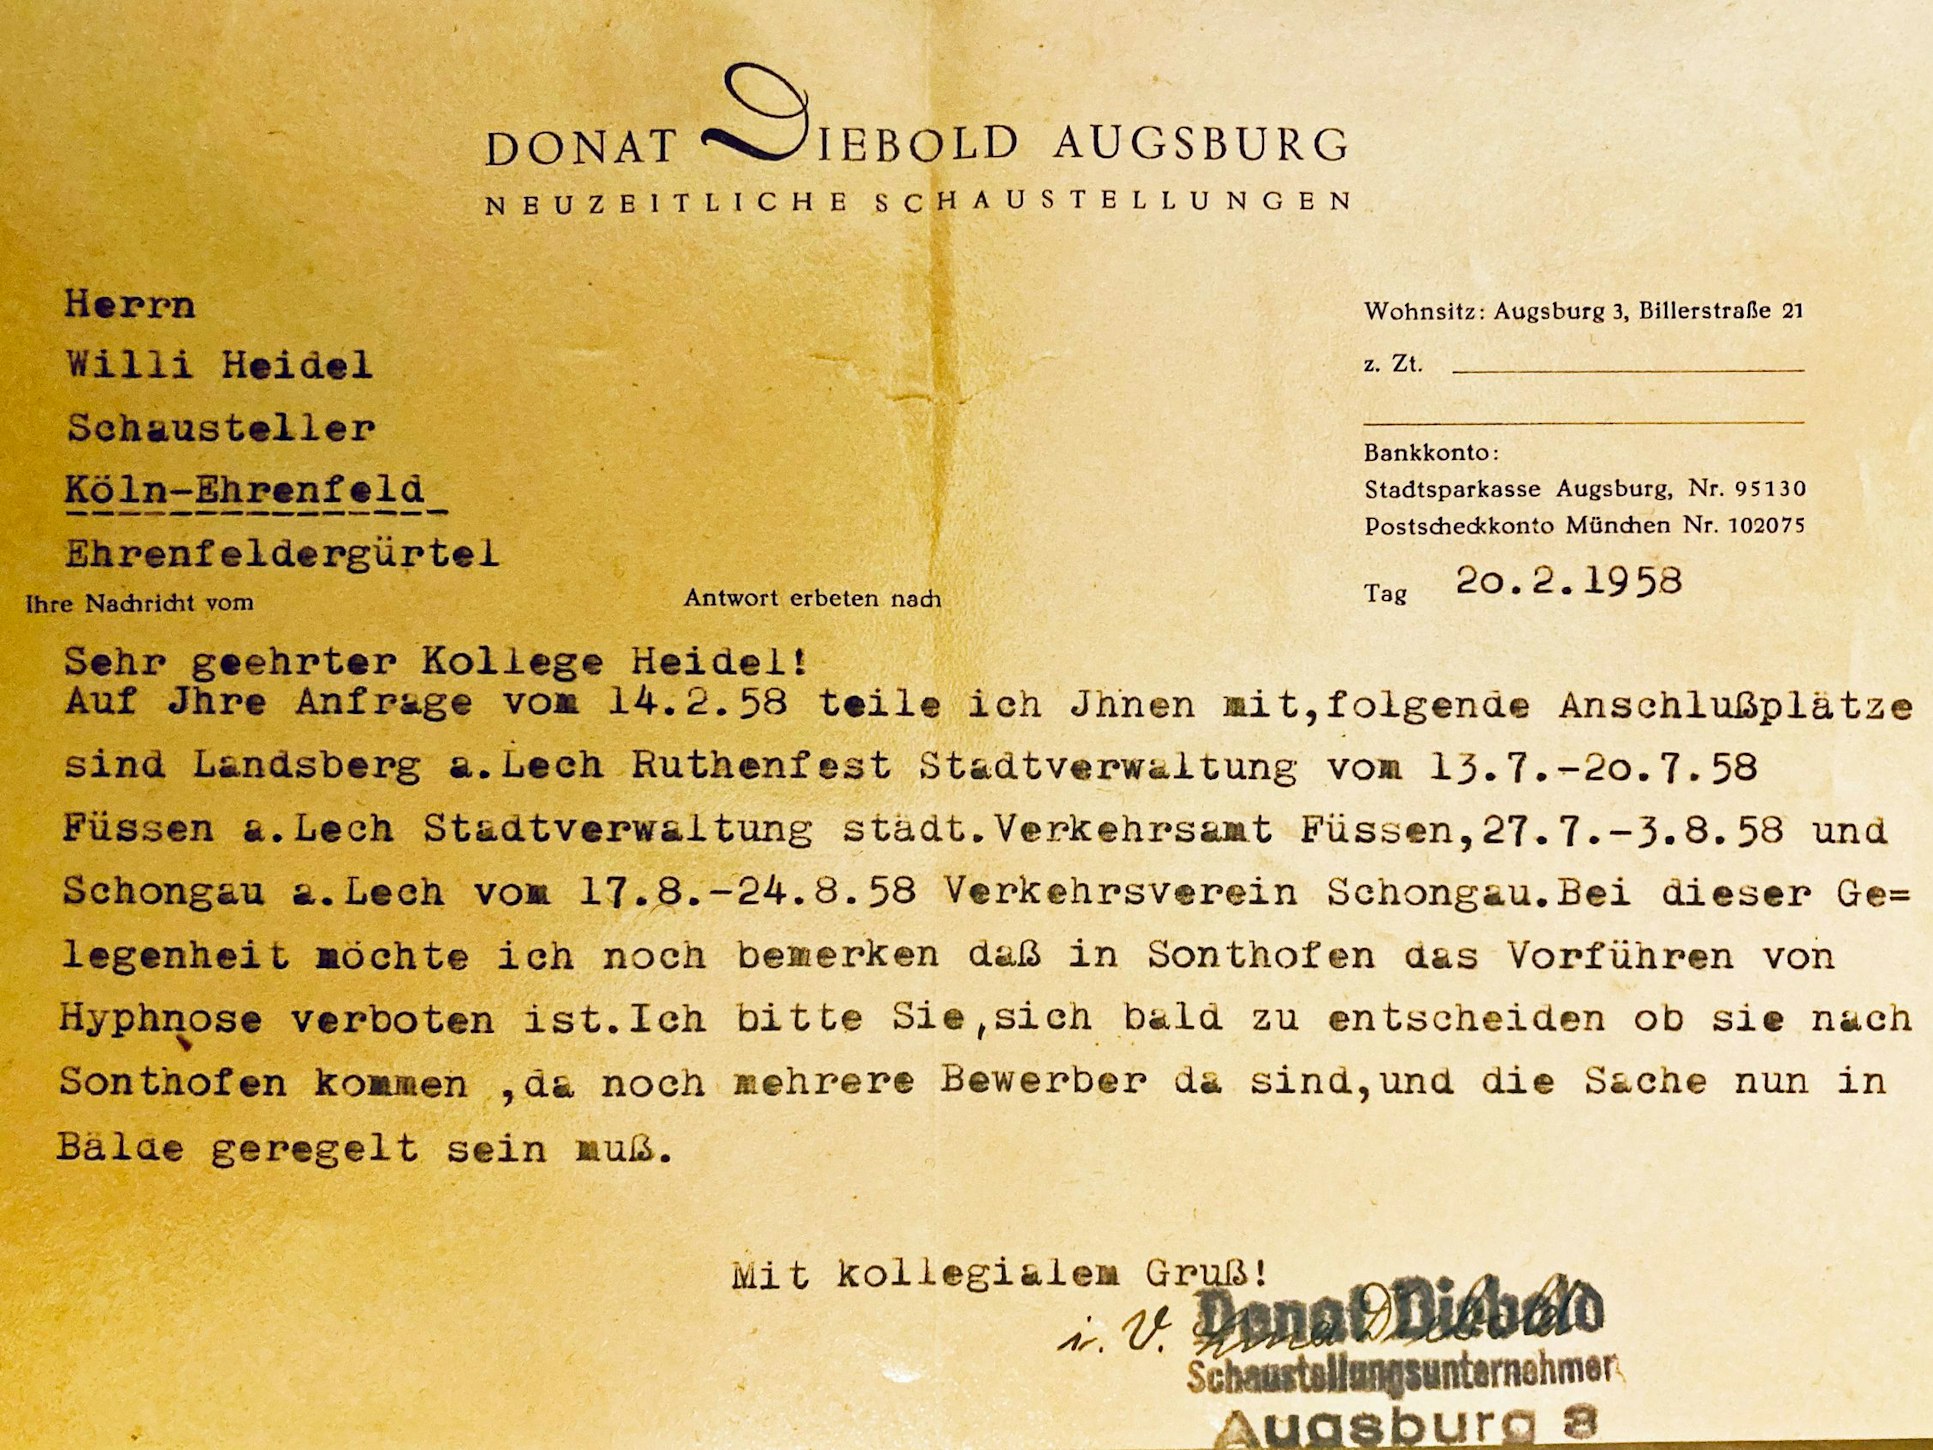 DONAT DIEBOLD AUGSBURG
NEUZEITLICHE SCHAUSTELLUNGEN
Herrn
Willi Heidel
Schausteller
Köln-Ehrenfeld
Ehrenfeldergürtel
Wohnsitz: Augsburg 3, Billerstraße 21
z. Zt.
Bankkonto:
Stadtsparkasse Augsburg, Nr. 95130
Postscheckkonto München Nr. 102075
Ihre Nachricht vom
Antwort erbeten nach
Tag 2o.2.1958
Sehr geehrter Kollege Heidel!
Auf Jhre Anfrage vom 14.2.58 teile ich Jhnen mit,folgende Anschlußplätze
sind Landsberg a.Lech Ruthenfest Stadtverwaltung vom 13.7.-2o.7.58
Füssen a.Lech Stadtverwaltung städt.Verkehrsamt Füssen,27.7.-3.8.58 und
Schongau a.Lech vom 17.8.-24.8.58 Verkehrsverein Schongau.Bei dieser Ge=
legenheit möchte ich noch bemerken daß in Sonthofen das Vorführen von
Hyphnose verboten ist.Ich bitte Sie,sich bald zu entscheiden ob sie nach
Sonthofen kommen ,da noch mehrere Bewerber da sind,und die Sache nun in
Bälde geregelt sein muß.
Mit kollegialem Gruß!
i. V. Diebold
Donat Diebold
Schaustellungsunternehmer
Augsburg 3